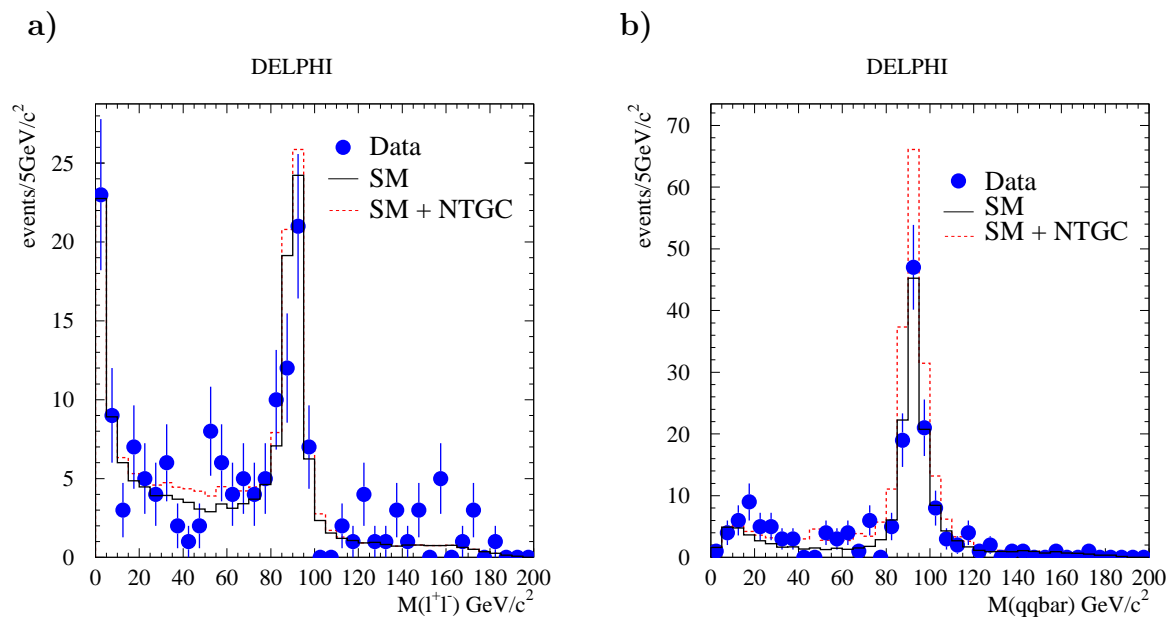 a)
DELPHI
events/5GeV/c²
25
20
15
10
5
0
Data
SM
SM + NTGC
0 20 40 60 80 100 120 140 160 180 200
M(l⁺l⁻) GeV/c²
b)
DELPHI
events/5GeV/c²
70
60
50
40
30
20
10
0
Data
SM
SM + NTGC
0 20 40 60 80 100 120 140 160 180 200
M(qqbar) GeV/c²